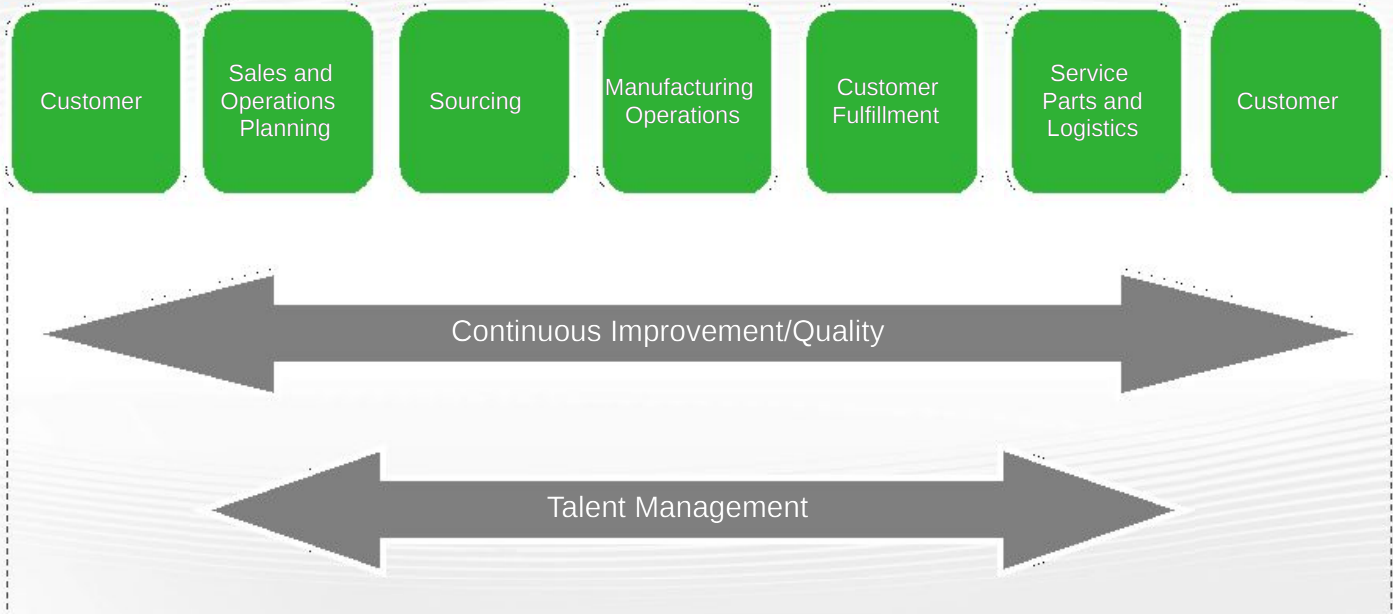 Customer
Sales and
Operations
Planning
Sourcing
Manufacturing
Operations
Customer
Fulfillment
Service
Parts and
Logistics
Customer
Continuous Improvement/Quality
Talent Management